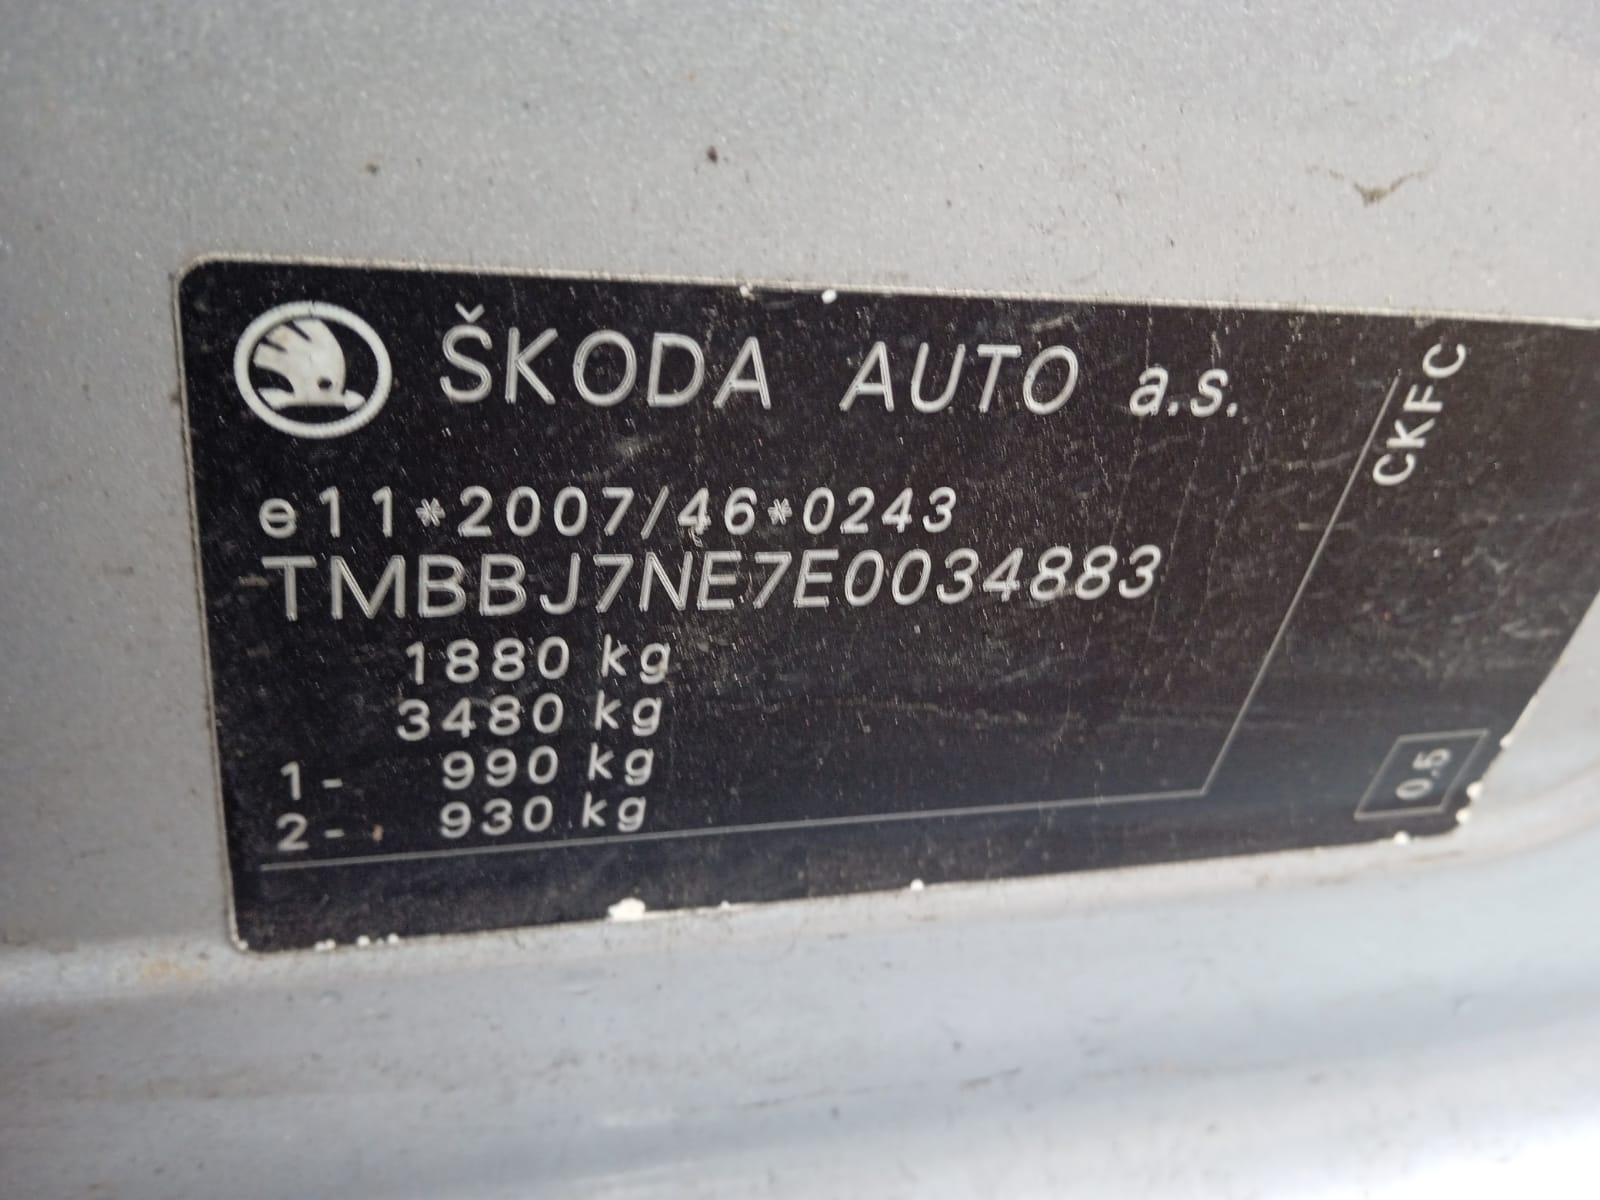 ŠKODA AUTO a.s.
e11*2007/46*0243
TMBBJ7NE7E0034883
1880 kg
3480 kg
1- 990 kg
2- 930 kg
CKFC
0.5